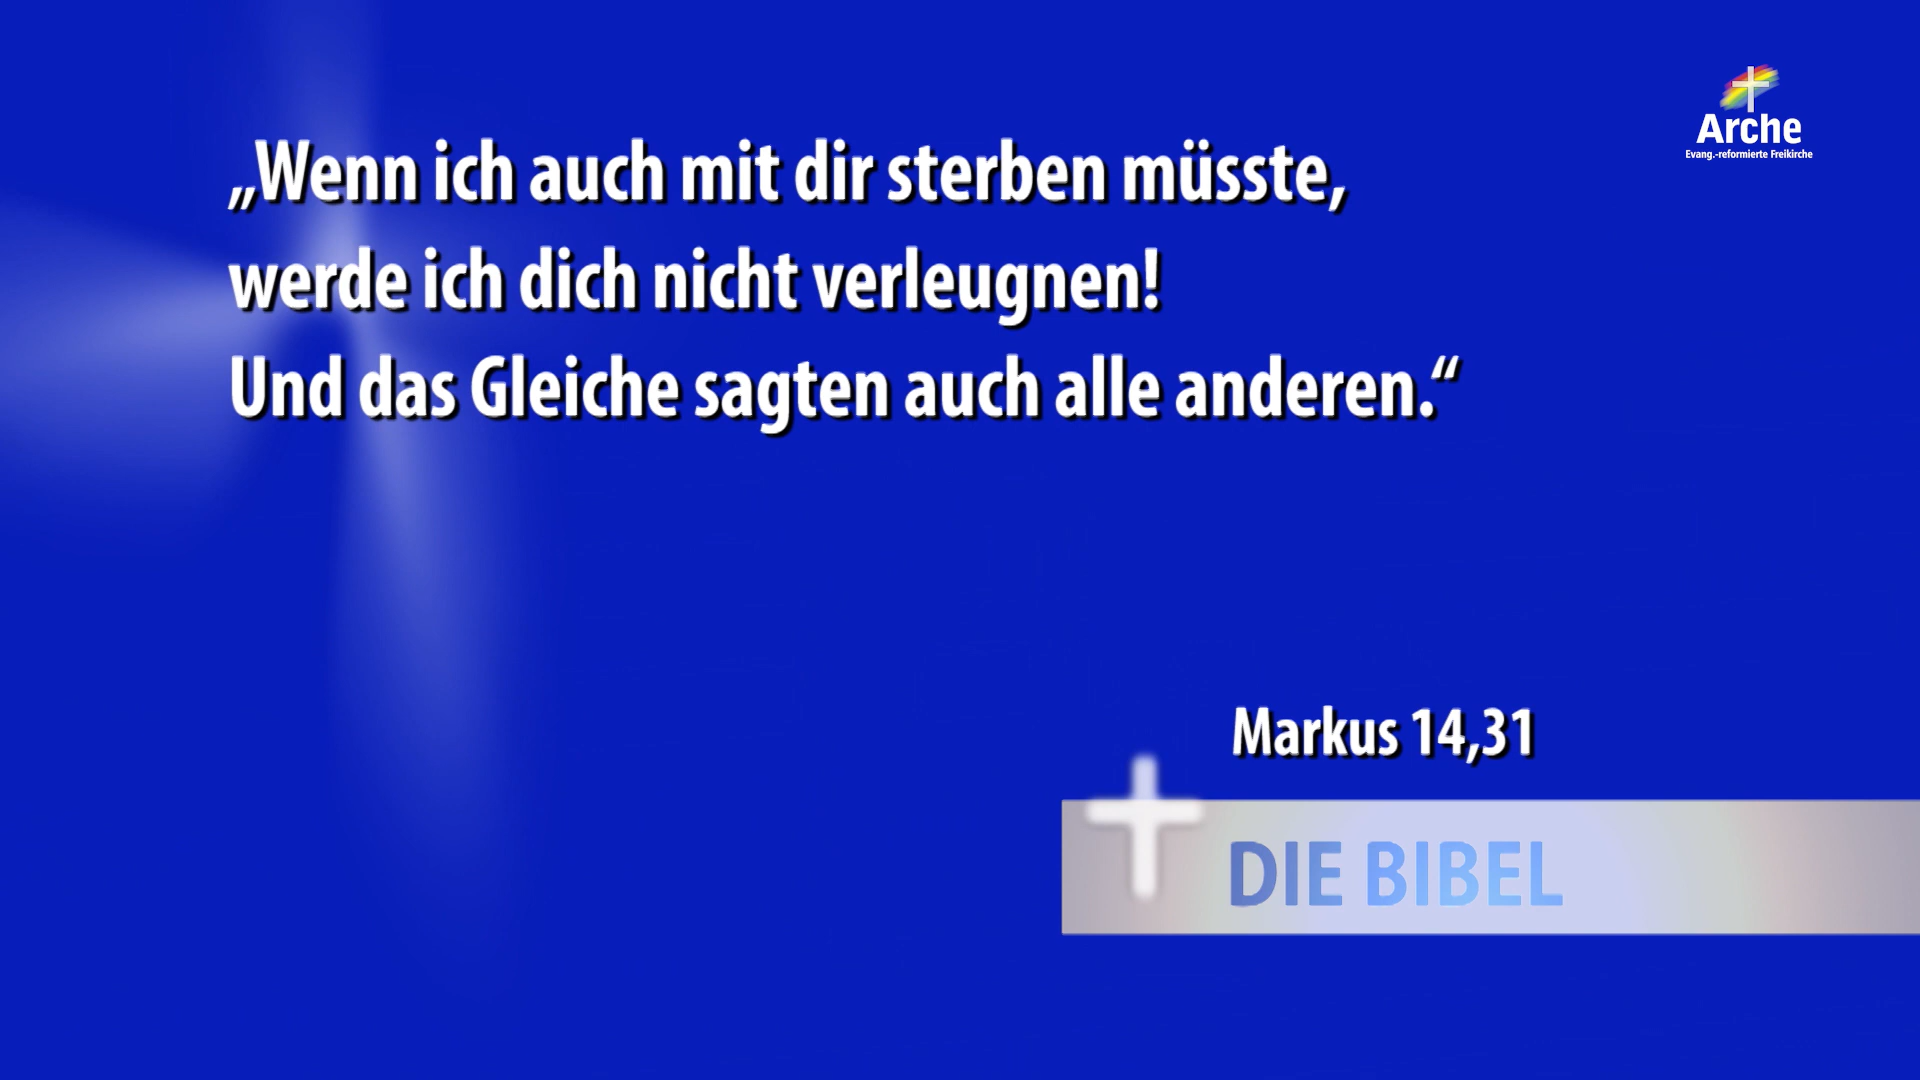 Arche
Evang.-reformierte Freikirche
„Wenn ich auch mit dir sterben müsste,
werde ich dich nicht verleugnen!
Und das Gleiche sagten auch alle anderen.“
Markus 14,31
DIE BIBEL